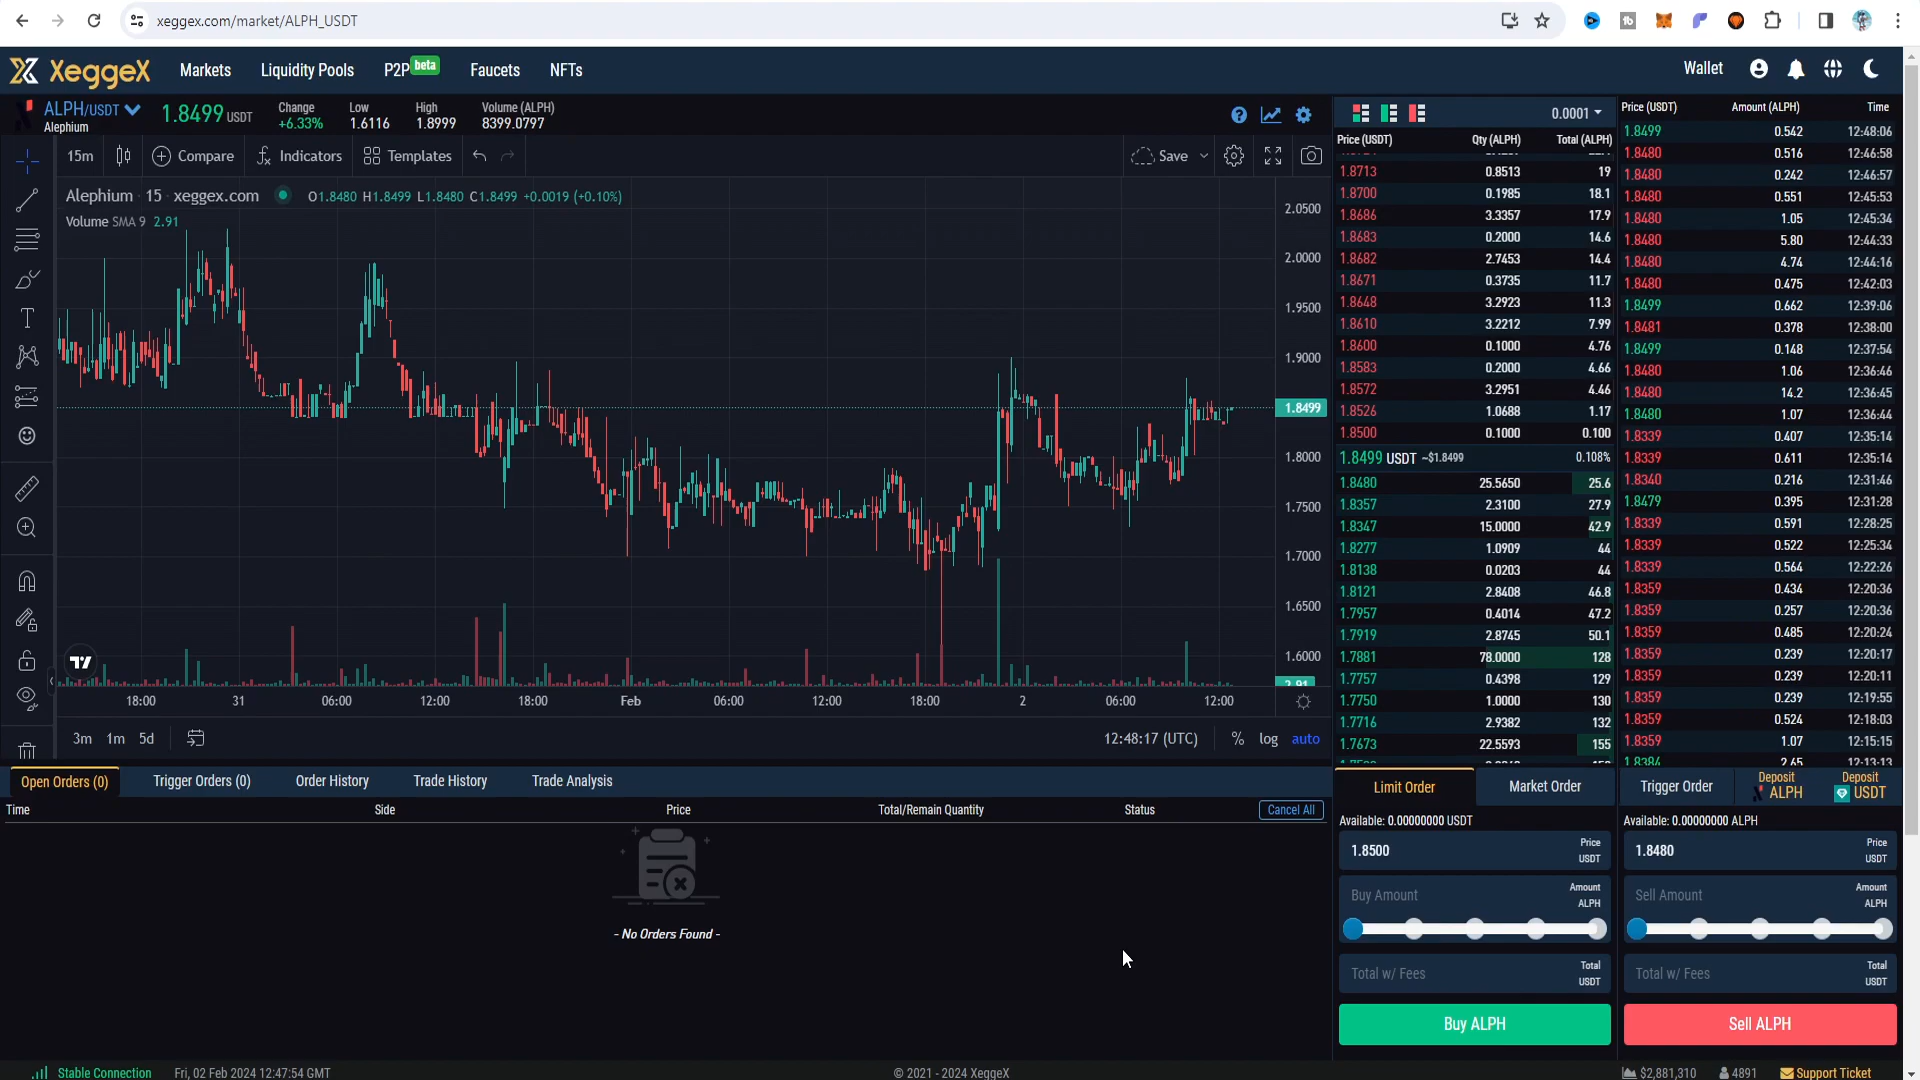 xeggex.com/market/ALPH_USDT
XeggeX
Markets
Liquidity Pools
P2P beta
Faucets
NFTs
Wallet
ALPH/USDT
Alephium
1.8499 USDT
Change
+6.33%
Low
1.6116
High
1.8999
Volume (ALPH)
8399.0797
15m
Compare
Indicators
Templates
Save
Alephium · 15 · xeggex.com O1.8480 H1.8499 L1.8480 C1.8499 +0.0019 (+0.10%)
Volume SMA 9 2.91
2.0500
2.0000
1.9500
1.9000
1.8499
1.8000
1.7500
1.7000
1.6500
1.6000
2.91
18:00 31 06:00 12:00 18:00 Feb 06:00 12:00 18:00 2 06:00 12:00
3m 1m 5d
12:48:17 (UTC) % log auto
0.0001
Price (USDT) Qty (ALPH) Total (ALPH)
1.8713 0.8513 19
1.8700 0.1985 18.1
1.8686 3.3357 17.9
1.8683 0.2000 14.6
1.8682 2.7453 14.4
1.8671 0.3735 11.7
1.8648 3.2923 11.3
1.8610 3.2212 7.99
1.8600 0.1000 4.76
1.8583 0.2000 4.66
1.8572 3.2951 4.46
1.8526 1.0688 1.17
1.8500 0.1000 0.100
1.8499 USDT ~$1.8499 0.108%
1.8480 25.5650 25.6
1.8357 2.3100 27.9
1.8347 15.0000 42.9
1.8277 1.0909 44
1.8138 0.0203 44
1.8121 2.8408 46.8
1.7957 0.4014 47.2
1.7919 2.8745 50.1
1.7881 78.0000 128
1.7757 0.4398 129
1.7750 1.0000 130
1.7716 2.9382 132
1.7673 22.5593 155
Price (USDT) Amount (ALPH) Time
1.8499 0.542 12:48:06
1.8480 0.516 12:46:58
1.8480 0.242 12:46:57
1.8480 0.551 12:45:53
1.8480 1.05 12:45:34
1.8480 5.80 12:44:33
1.8480 4.74 12:44:16
1.8480 0.475 12:42:03
1.8499 0.662 12:39:06
1.8481 0.378 12:38:00
1.8499 0.148 12:37:54
1.8480 1.06 12:36:46
1.8480 14.2 12:36:45
1.8480 1.07 12:36:44
1.8339 0.407 12:35:14
1.8339 0.611 12:35:14
1.8340 0.216 12:31:46
1.8479 0.395 12:31:28
1.8339 0.591 12:28:25
1.8339 0.522 12:25:34
1.8339 0.564 12:22:26
1.8359 0.434 12:20:36
1.8359 0.257 12:20:36
1.8359 0.485 12:20:24
1.8359 0.239 12:20:17
1.8359 0.239 12:20:11
1.8359 0.239 12:19:55
1.8359 0.524 12:18:03
1.8359 1.07 12:15:15
1.8384 2.65 12:13:13
Open Orders (0)
Trigger Orders (0)
Order History
Trade History
Trade Analysis
Time Side Price Total/Remain Quantity Status Cancel All
- No Orders Found -
Limit Order
Market Order
Trigger Order
Deposit
ALPH
Deposit
USDT
Available: 0.00000000 USDT
1.8500 Price
USDT
Buy Amount Amount
ALPH
Total w/ Fees Total
USDT
Buy ALPH
Available: 0.00000000 ALPH
1.8480 Price
USDT
Sell Amount Amount
ALPH
Total w/ Fees Total
USDT
Sell ALPH
Stable Connection
Fri, 02 Feb 2024 12:47:54 GMT
© 2021 - 2024 XeggeX
$2,881,310
4891
Support Ticket